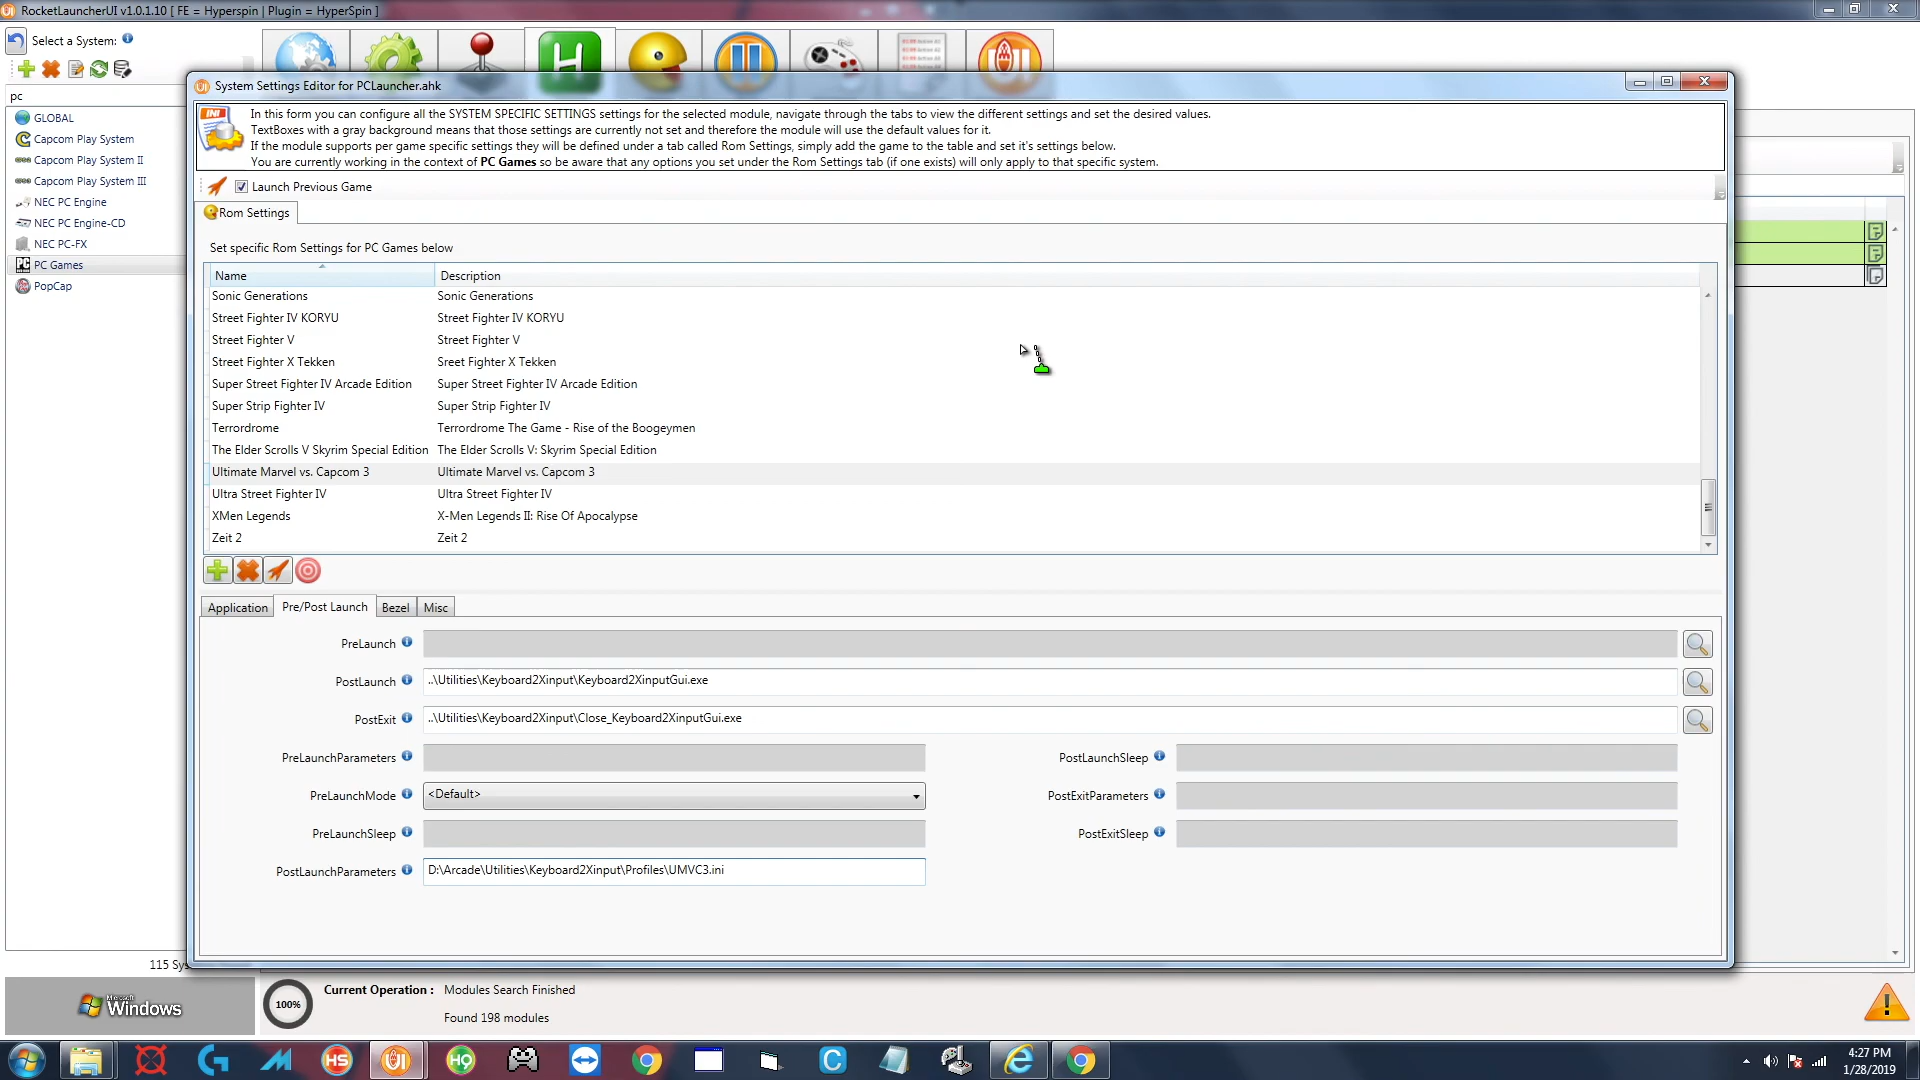 RocketLauncherUI v1.0.1.10 [ FE = Hyperspin | Plugin = HyperSpin ]
Select a System:
pc
GLOBAL
Capcom Play System
Capcom Play System II
Capcom Play System III
NEC PC Engine
NEC PC Engine-CD
NEC PC-FX
PC Games
PopCap
System Settings Editor for PCLauncher.ahk
In this form you can configure all the SYSTEM SPECIFIC SETTINGS settings for the selected module, navigate through the tabs to view the different settings and set the desired values.
TextBoxes with a gray background means that those settings are currently not set and therefore the module will use the default values for it.
If the module supports per game specific settings they will be defined under a tab called Rom Settings, simply add the game to the table and set it's settings below.
You are currently working in the context of PC Games so be aware that any options you set under the Rom Settings tab (if one exists) will only apply to that specific system.
Launch Previous Game
Rom Settings
Set specific Rom Settings for PC Games below
Name Description
Sonic Generations Sonic Generations
Street Fighter IV KORYU Street Fighter IV KORYU
Street Fighter V Street Fighter V
Street Fighter X Tekken Sreet Fighter X Tekken
Super Street Fighter IV Arcade Edition Super Street Fighter IV Arcade Edition
Super Strip Fighter IV Super Strip Fighter IV
Terrordrome Terrordrome The Game - Rise of the Boogeymen
The Elder Scrolls V Skyrim Special Edition The Elder Scrolls V: Skyrim Special Edition
Ultimate Marvel vs. Capcom 3 Ultimate Marvel vs. Capcom 3
Ultra Street Fighter IV Ultra Street Fighter IV
XMen Legends X-Men Legends II: Rise Of Apocalypse
Zeit 2 Zeit 2
Application Pre/Post Launch Bezel Misc
PreLaunch
PostLaunch ..\Utilities\Keyboard2Xinput\Keyboard2XinputGui.exe
PostExit ..\Utilities\Keyboard2Xinput\Close_Keyboard2XinputGui.exe
PreLaunchParameters PostLaunchSleep
PreLaunchMode <Default> PostExitParameters
PreLaunchSleep PostExitSleep
PostLaunchParameters D:\Arcade\Utilities\Keyboard2Xinput\Profiles\UMVC3.ini
115 Sys
Microsoft
Windows
100%
Current Operation : Modules Search Finished
Found 198 modules
HS
HQ
4:27 PM
1/28/2019